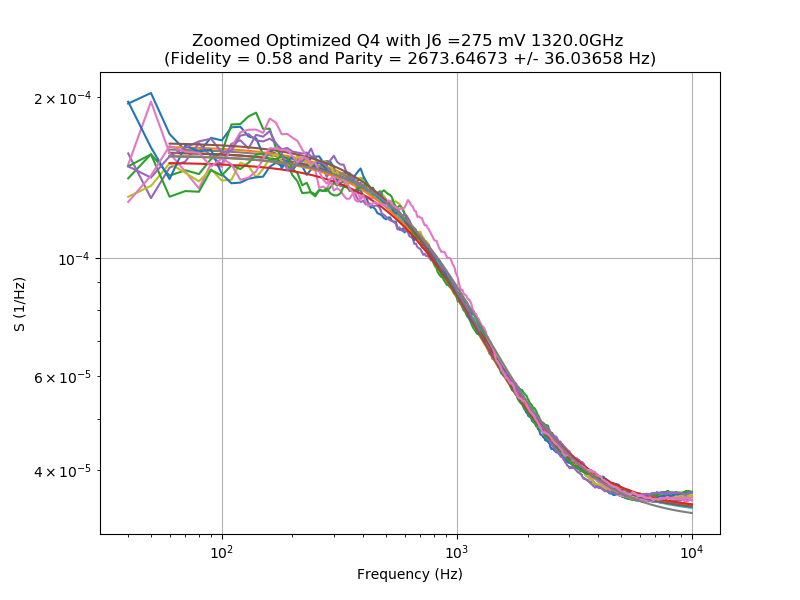 Zoomed Optimized Q4 with J6 =275 mV 1320.0GHz
(Fidelity = 0.58 and Parity = 2673.64673 +/- 36.03658 Hz)
2 × 10⁻⁴
10⁻⁴
6 × 10⁻⁵
4 × 10⁻⁵
S (1/Hz)
10² 10³ 10⁴
Frequency (Hz)